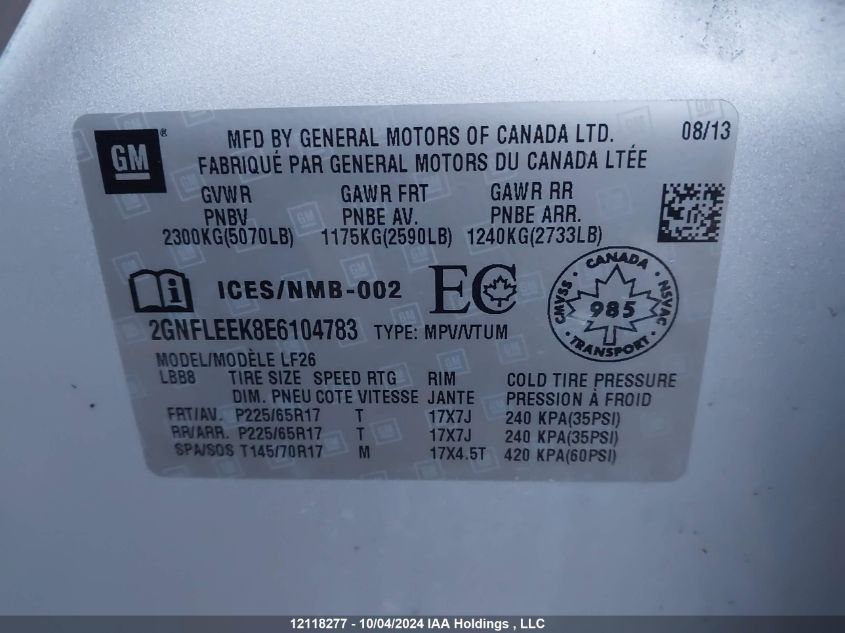 GM ® MFD BY GENERAL MOTORS OF CANADA LTD. 08/13
FABRIQUÉ PAR GENERAL MOTORS DU CANADA LTÉE
GVWR GAWR FRT GAWR RR
PNBV PNBE AV. PNBE ARR.
2300KG(5070LB) 1175KG(2590LB) 1240KG(2733LB)
i ICES/NMB-002 EC
CANADA
CMVSS 985 NSVAC
TRANSPORT
2GNFLEEK8E6104783 TYPE: MPV/VTUM
MODEL/MODÈLE LF26
LBB8 TIRE SIZE SPEED RTG RIM COLD TIRE PRESSURE
DIM. PNEU COTE VITESSE JANTE PRESSION À FROID
FRT/AV. P225/65R17 T 17X7J 240 KPA(35PSI)
RR/ARR. P225/65R17 T 17X7J 240 KPA(35PSI)
SPA/SOS T145/70R17 M 17X4.5T 420 KPA(60PSI)
12118277 - 10/04/2024 IAA Holdings , LLC